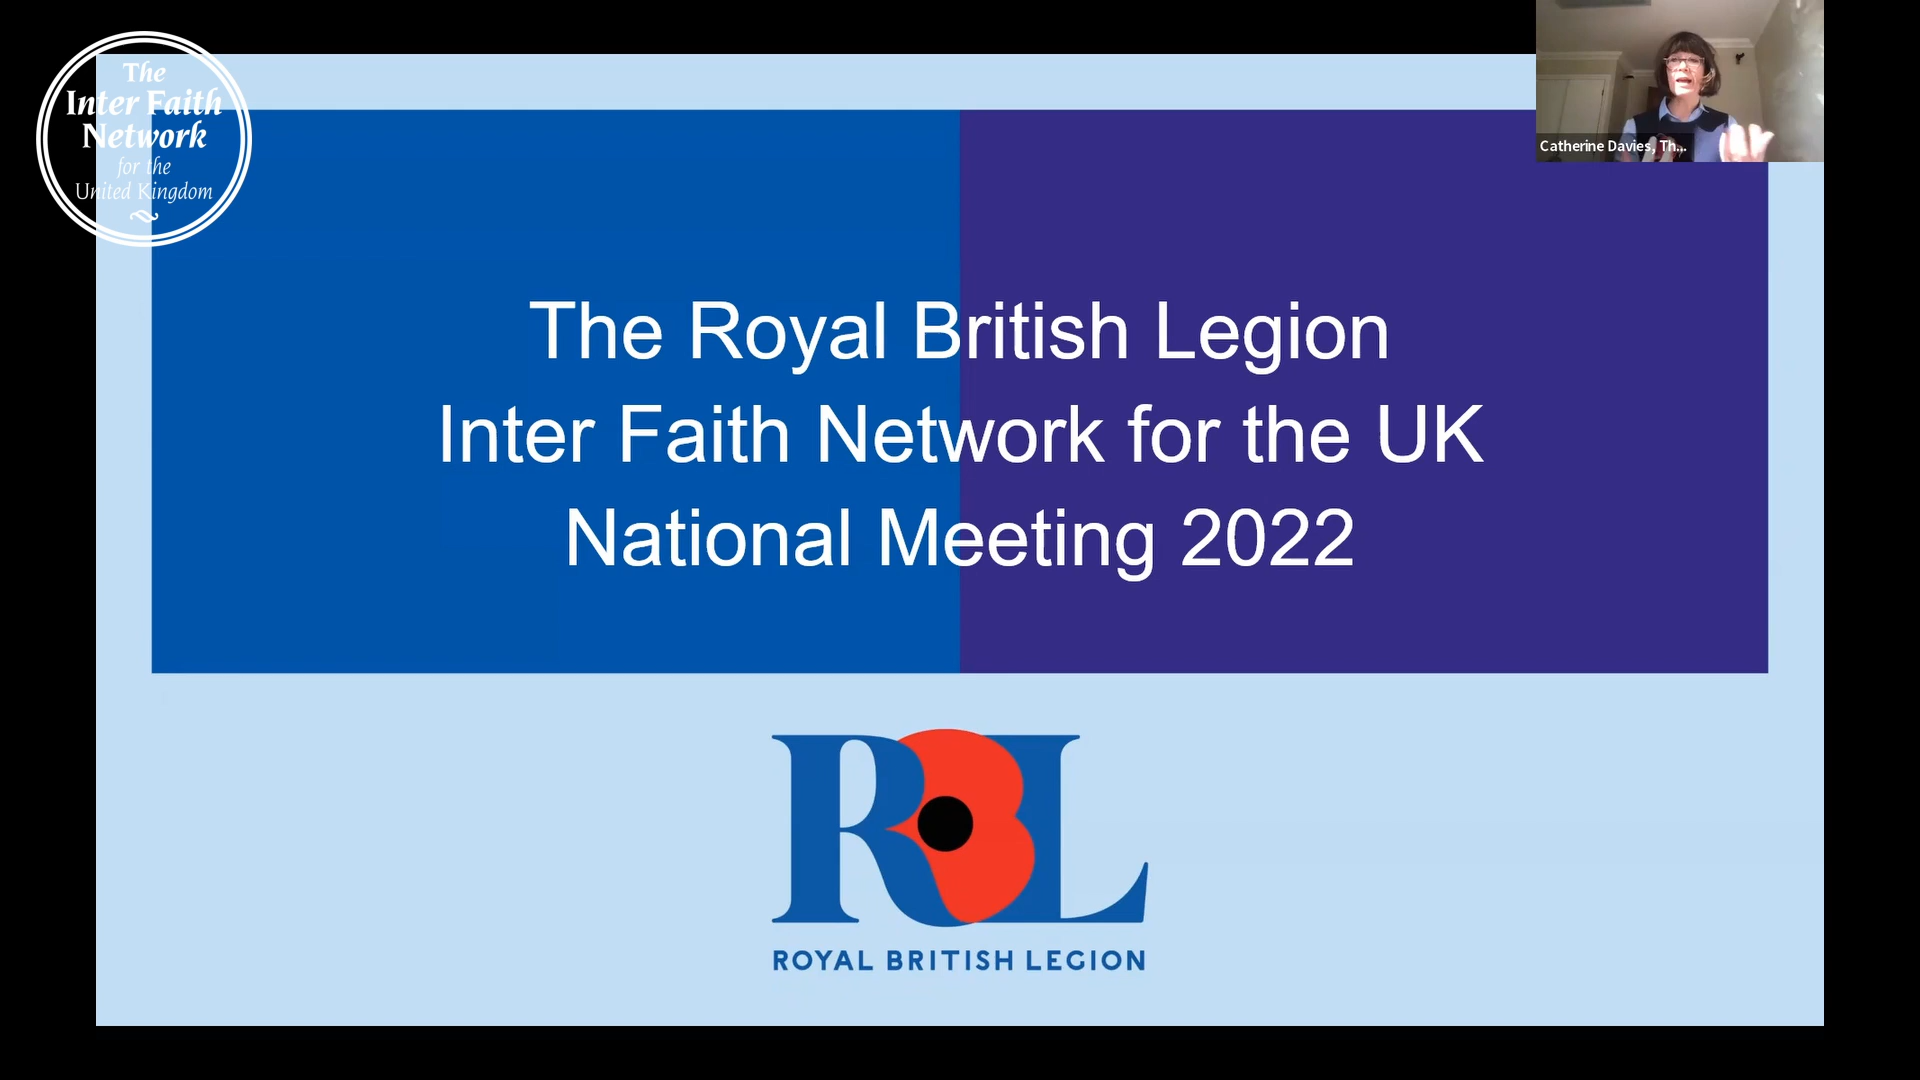 The
Inter Faith
Network
for the
United Kingdom
Catherine Davies, Th...
The Royal British Legion
Inter Faith Network for the UK
National Meeting 2022
RBL
ROYAL BRITISH LEGION